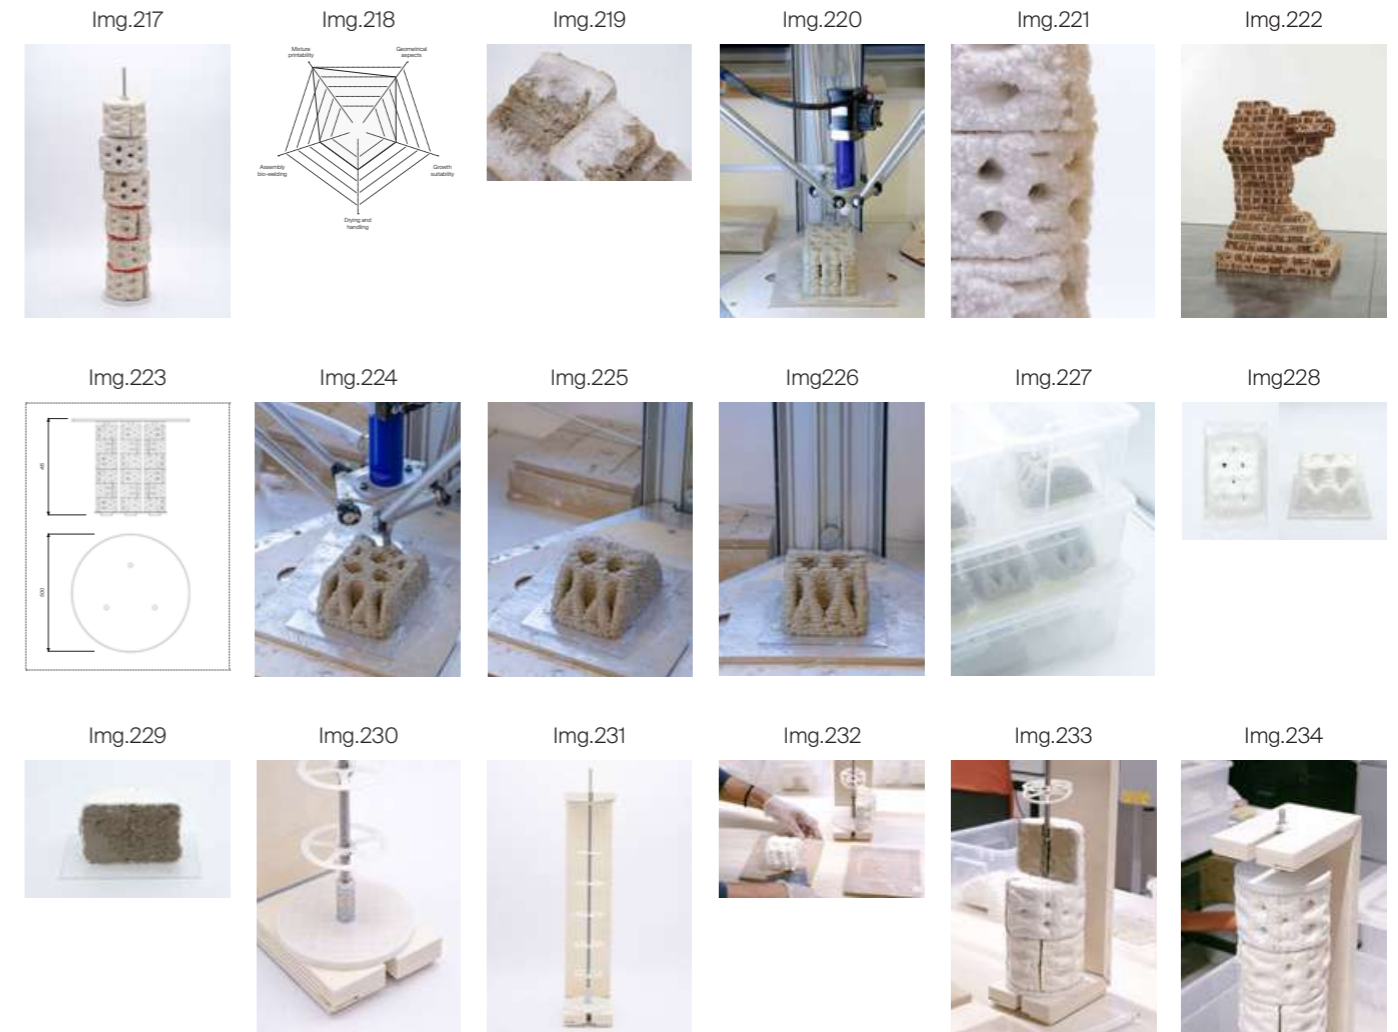 Img.217
Img.218
Img.219
Img.220
Img.221
Img.222
Mixture
printability
Geometrical
aspects
Assembly
bio-welding
Growth
suitability
Drying and
handling
Img.223
Img.224
Img.225
Img226
Img.227
Img228
Img.229
Img.230
Img.231
Img.232
Img.233
Img.234